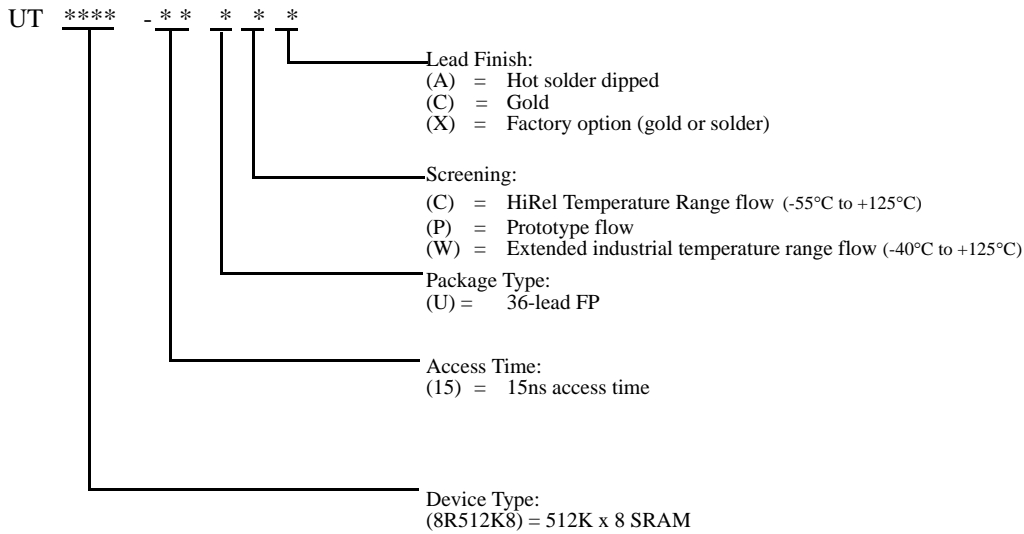 UT **** - * * * * *
Lead Finish:
(A) = Hot solder dipped
(C) = Gold
(X) = Factory option (gold or solder)
Screening:
(C) = HiRel Temperature Range flow (-55°C to +125°C)
(P) = Prototype flow
(W) = Extended industrial temperature range flow (-40°C to +125°C)
Package Type:
(U) = 36-lead FP
Access Time:
(15) = 15ns access time
Device Type:
(8R512K8) = 512K x 8 SRAM